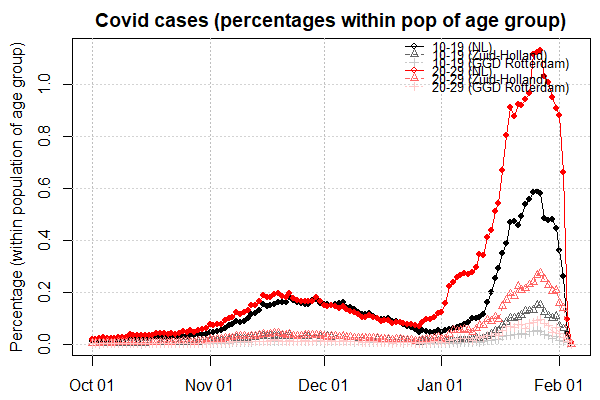 Covid cases (percentages within pop of age group)
10-19 (NL)
10-19 (Zuid-Holland)
10-19 (GGD Rotterdam)
20-29 (NL)
20-29 (Zuid-Holland)
20-29 (GGD Rotterdam)
Percentage (within population of age group)
1.0
0.8
0.6
0.4
0.2
0.0
Oct 01 Nov 01 Dec 01 Jan 01 Feb 01